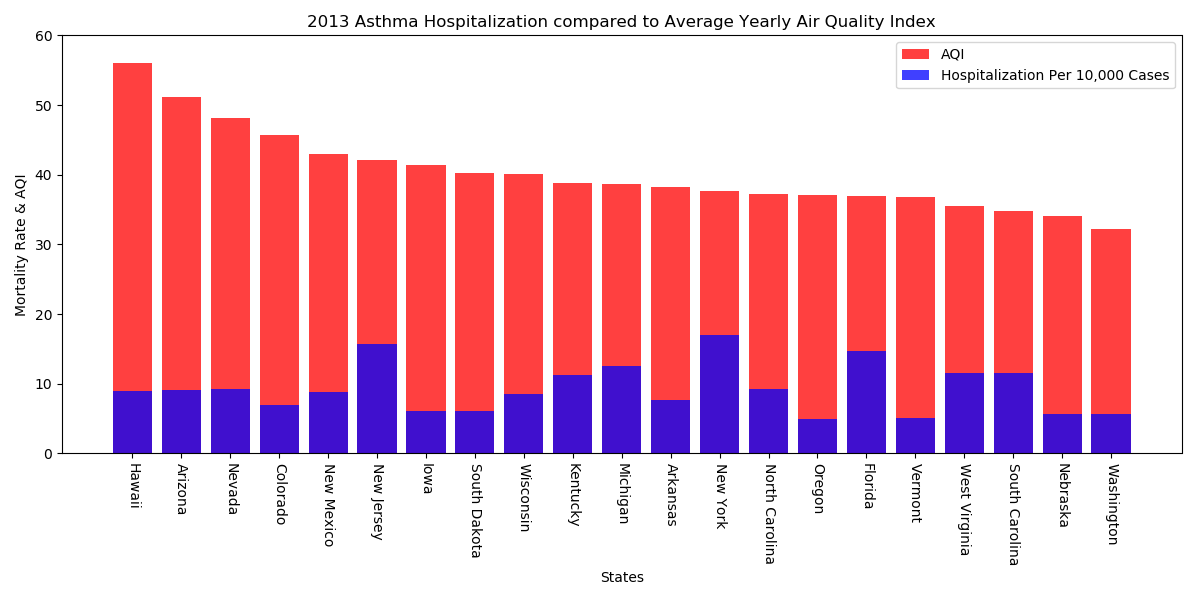 2013 Asthma Hospitalization compared to Average Yearly Air Quality Index
AQI
Hospitalization Per 10,000 Cases
Mortality Rate & AQI
60
50
40
30
20
10
0
Hawaii
Arizona
Nevada
Colorado
New Mexico
New Jersey
Iowa
South Dakota
Wisconsin
Kentucky
Michigan
Arkansas
New York
North Carolina
Oregon
Florida
Vermont
West Virginia
South Carolina
Nebraska
Washington
States